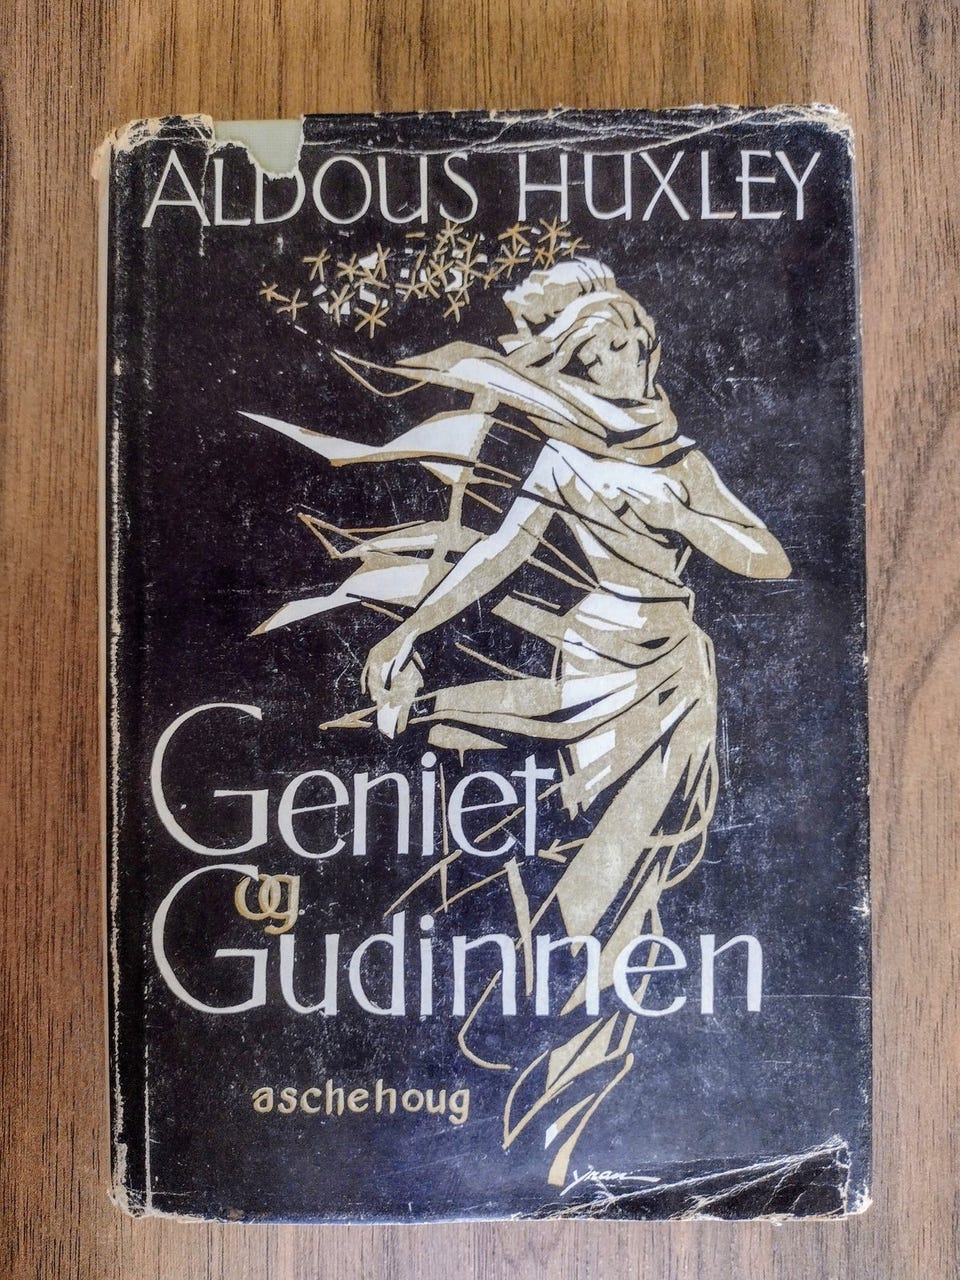 ALDOUS HUXLEY
Geniet
og
Gudinnen
aschehoug